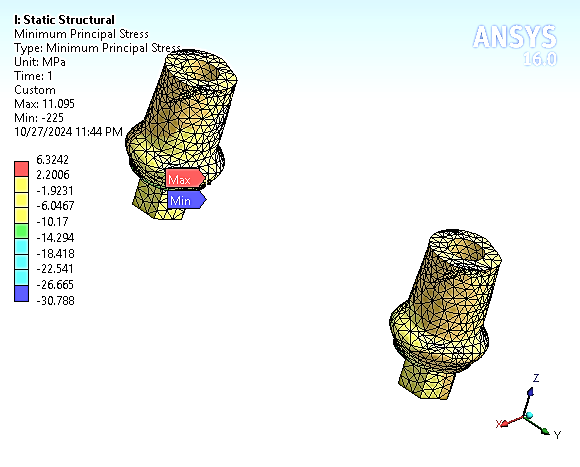 I: Static Structural
Minimum Principal Stress
Type: Minimum Principal Stress
Unit: MPa
Time: 1
Custom
Max: 11.095
Min: -225
10/27/2024 11:44 PM
6.3242
2.2006
-1.9231
-6.0467
-10.17
-14.294
-18.418
-22.541
-26.665
-30.788
ANSYS
16.0
Max
Min
Z
X
Y